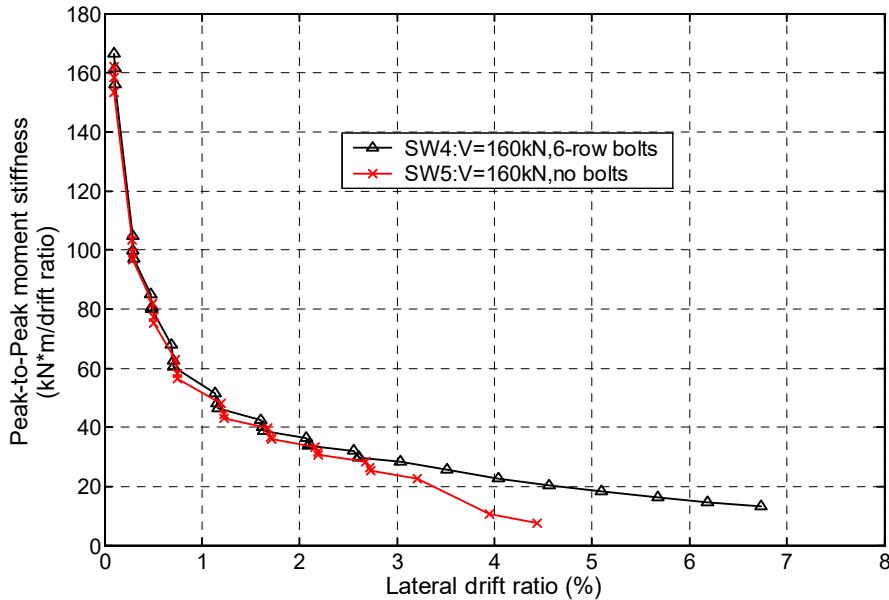 180
160
140
120
100
80
60
40
20
0
Peak-to-Peak moment stiffness
(kN*m/drift ratio)
SW4:V=160kN,6-row bolts
SW5:V=160kN,no bolts
0 1 2 3 4 5 6 7 8
Lateral drift ratio (%)